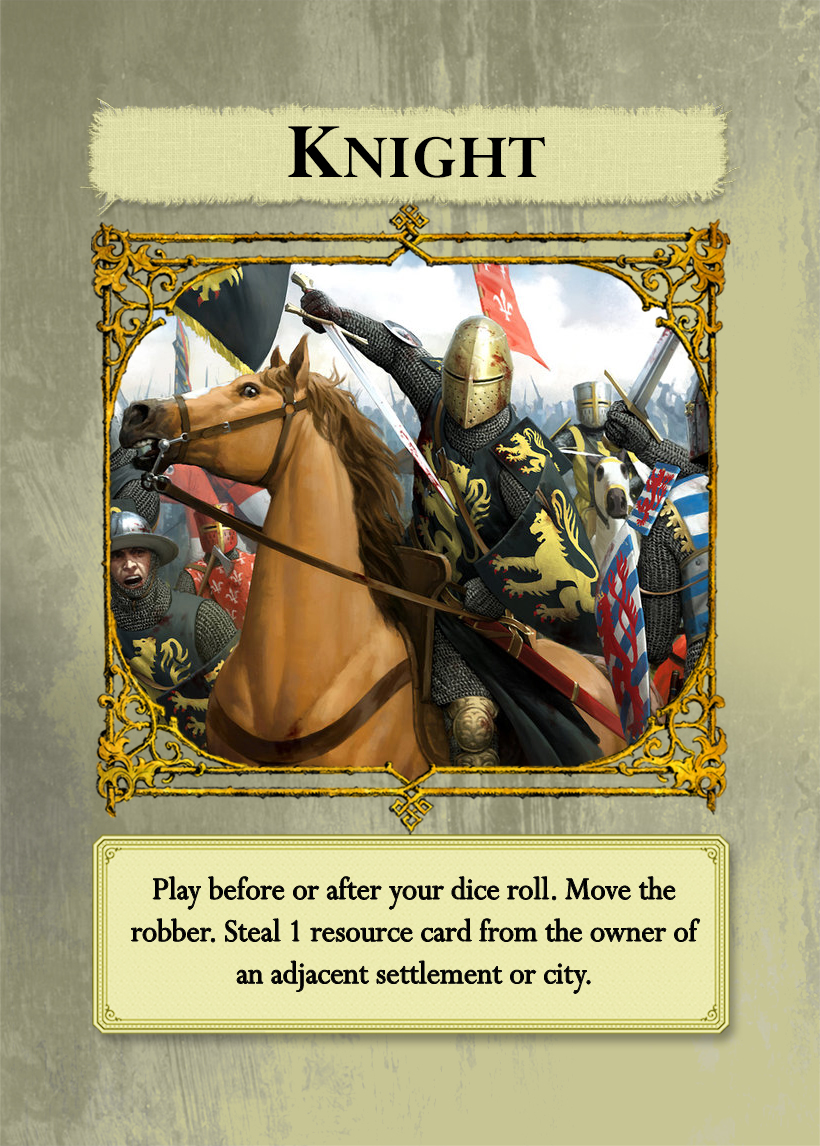 KNIGHT
Play before or after your dice roll. Move the
robber. Steal 1 resource card from the owner of
an adjacent settlement or city.